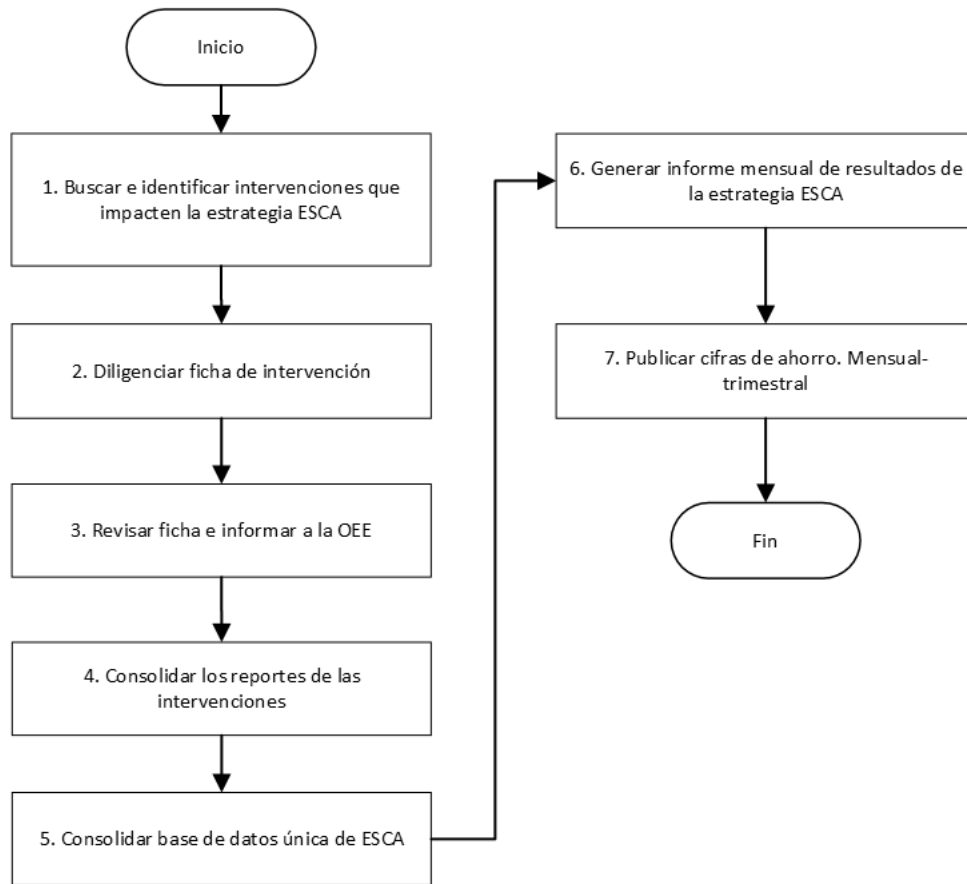 Inicio
1. Buscar e identificar intervenciones que
impacten la estrategia ESCA
2. Diligenciar ficha de intervención
3. Revisar ficha e informar a la OEE
4. Consolidar los reportes de las
intervenciones
5. Consolidar base de datos única de ESCA
6. Generar informe mensual de resultados de
la estrategia ESCA
7. Publicar cifras de ahorro. Mensual-
trimestral
Fin